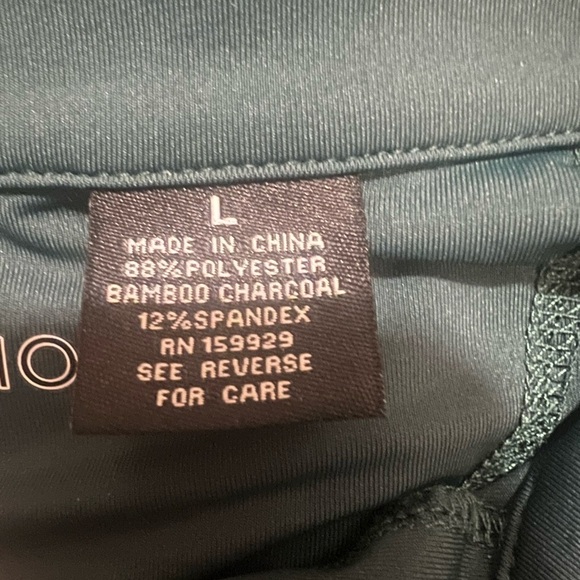 L
MADE IN CHINA
88%POLYESTER
BAMBOO CHARCOAL
12%SPANDEX
RN 159929
SEE REVERSE
FOR CARE